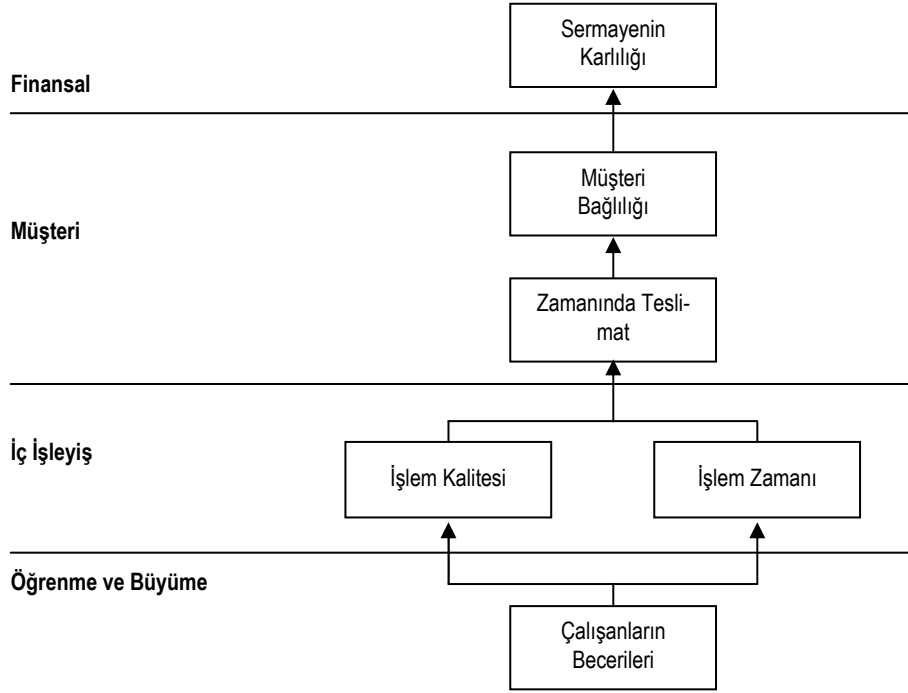 Sermayenin
Karlılığı
Finansal
Müşteri
Bağlılığı
Müşteri
Zamanında Tesli-
mat
İç İşleyiş
İşlem Kalitesi
İşlem Zamanı
Öğrenme ve Büyüme
Çalışanların
Becerileri